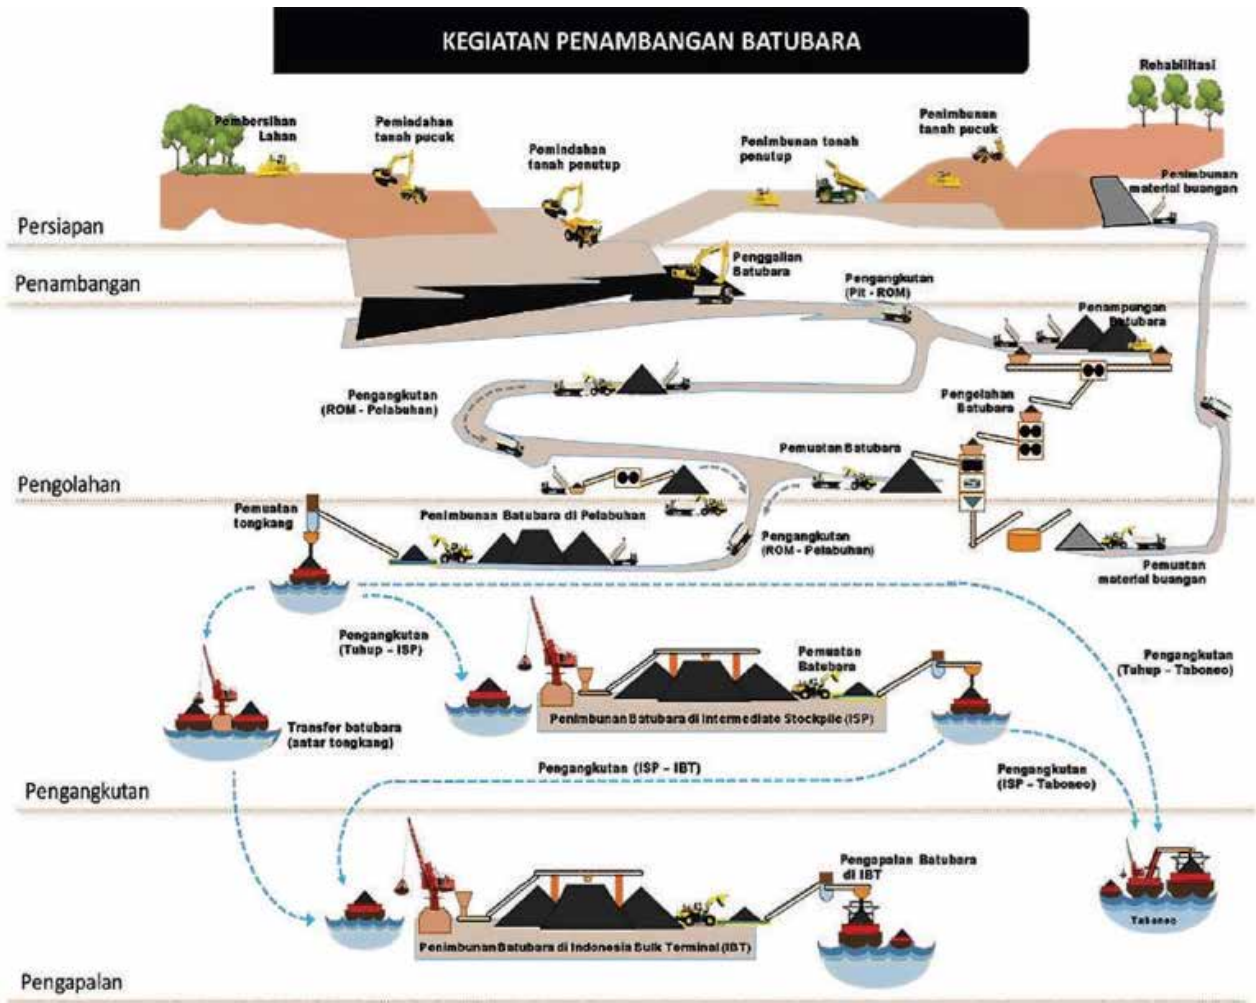 KEGIATAN PENAMBANGAN BATUBARA
Rehabilitasi
Pembersihan
Lahan
Pemindahan
tanah pucuk
Pemindahan
tanah penutup
Penimbunan tanah
penutup
Penimbunan
tanah pucuk
Penimbunan
material buangan
Persiapan
Penggalian
Batubara
Pengangkutan
(Pit - ROM)
Penambangan
Penampungan
Batubara
Pengangkutan
(ROM - Pelabuhan)
Pengolahan
Batubara
Pemuatan Batubara
Pengolahan
Pemuatan
tongkang
Penimbunan Batubara di Pelabuhan
Pengangkutan
(ROM - Pelabuhan)
Pemuatan
material buangan
Pengangkutan
(Tuhup - ISP)
Pemuatan
Batubara
Pengangkutan
(Tuhup - Taboneo)
Penimbunan Batubara di Intermediate Stockpile (ISP)
Transfer batubara
(antar tongkang)
Pengangkutan (ISP - IBT)
Pengangkutan
(ISP - Taboneo)
Pengangkutan
Pengapalan Batubara
di IBT
Taboneo
Penimbunan Batubara di Indonesia Bulk Terminal (IBT)
Pengapalan